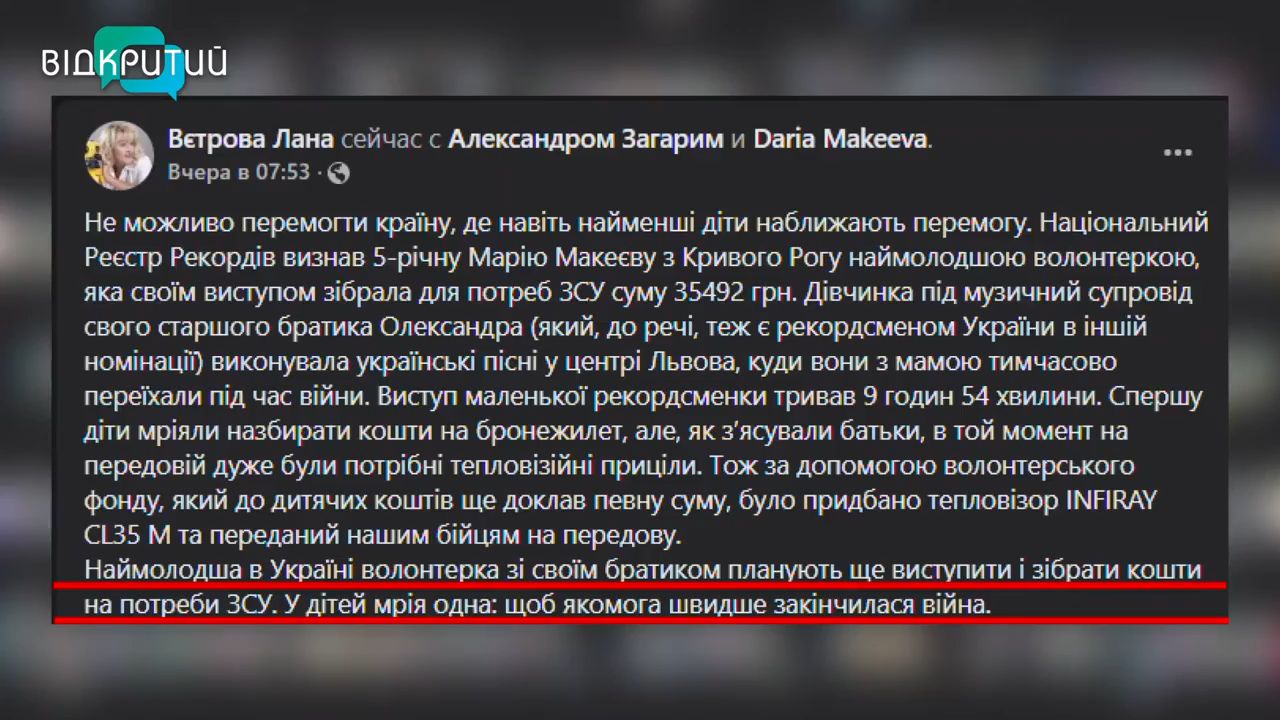 ВІДКРИТИЙ
Вєтрова Лана сейчас с Александром Загарим и Daria Makeeva.
Вчера в 07:53 ·
Не можливо перемогти країну, де навіть найменші діти наближають перемогу. Національний
Реєстр Рекордів визнав 5-річну Марію Макеєву з Кривого Рогу наймолодшою волонтеркою,
яка своїм виступом зібрала для потреб ЗСУ суму 35492 грн. Дівчинка під музичний супровід
свого старшого братика Олександра (який, до речі, теж є рекордсменом України в іншій
номінації) виконувала українські пісні у центрі Львова, куди вони з мамою тимчасово
переїхали під час війни. Виступ маленької рекордсменки тривав 9 годин 54 хвилини. Спершу
діти мріяли назбирати кошти на бронежилет, але, як з’ясували батьки, в той момент на
передовій дуже були потрібні тепловізійні приціли. Тож за допомогою волонтерського
фонду, який до дитячих коштів ще доклав певну суму, було придбано тепловізор INFIRAY
CL35 M та переданий нашим бійцям на передову.
Наймолодша в Україні волонтерка зі своїм братиком планують ще виступити і зібрати кошти
на потреби ЗСУ. У дітей мрія одна: щоб якомога швидше закінчилася війна.